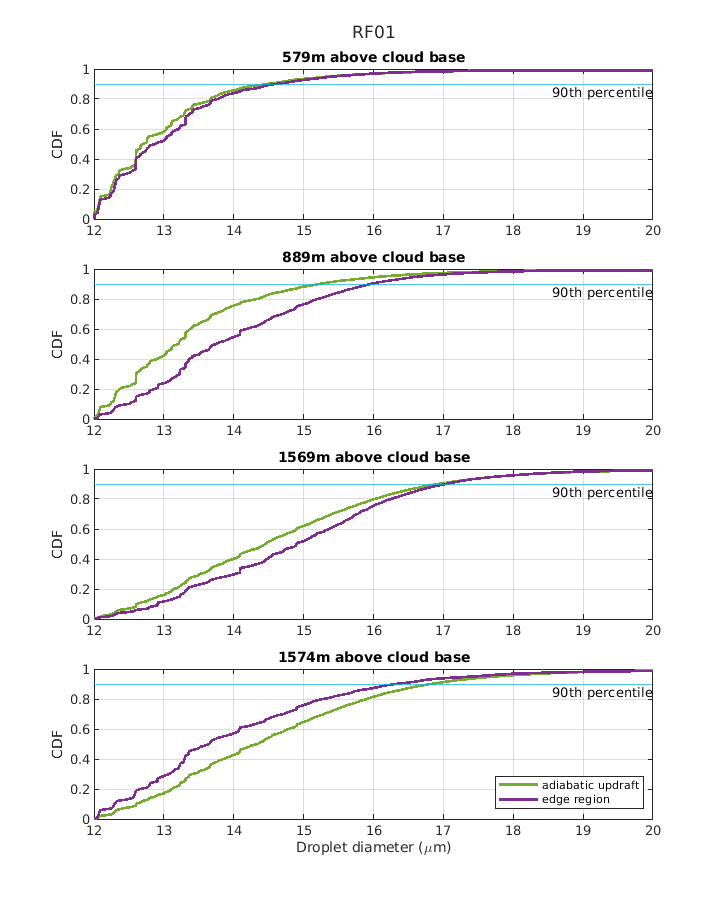 RF01
579m above cloud base
1
0.8
0.6
0.4
0.2
0
CDF
90th percentile
12 13 14 15 16 17 18 19 20
889m above cloud base
1
0.8
0.6
0.4
0.2
0
CDF
90th percentile
12 13 14 15 16 17 18 19 20
1569m above cloud base
1
0.8
0.6
0.4
0.2
0
CDF
90th percentile
12 13 14 15 16 17 18 19 20
1574m above cloud base
1
0.8
0.6
0.4
0.2
0
CDF
90th percentile
adiabatic updraft
edge region
12 13 14 15 16 17 18 19 20
Droplet diameter (μm)